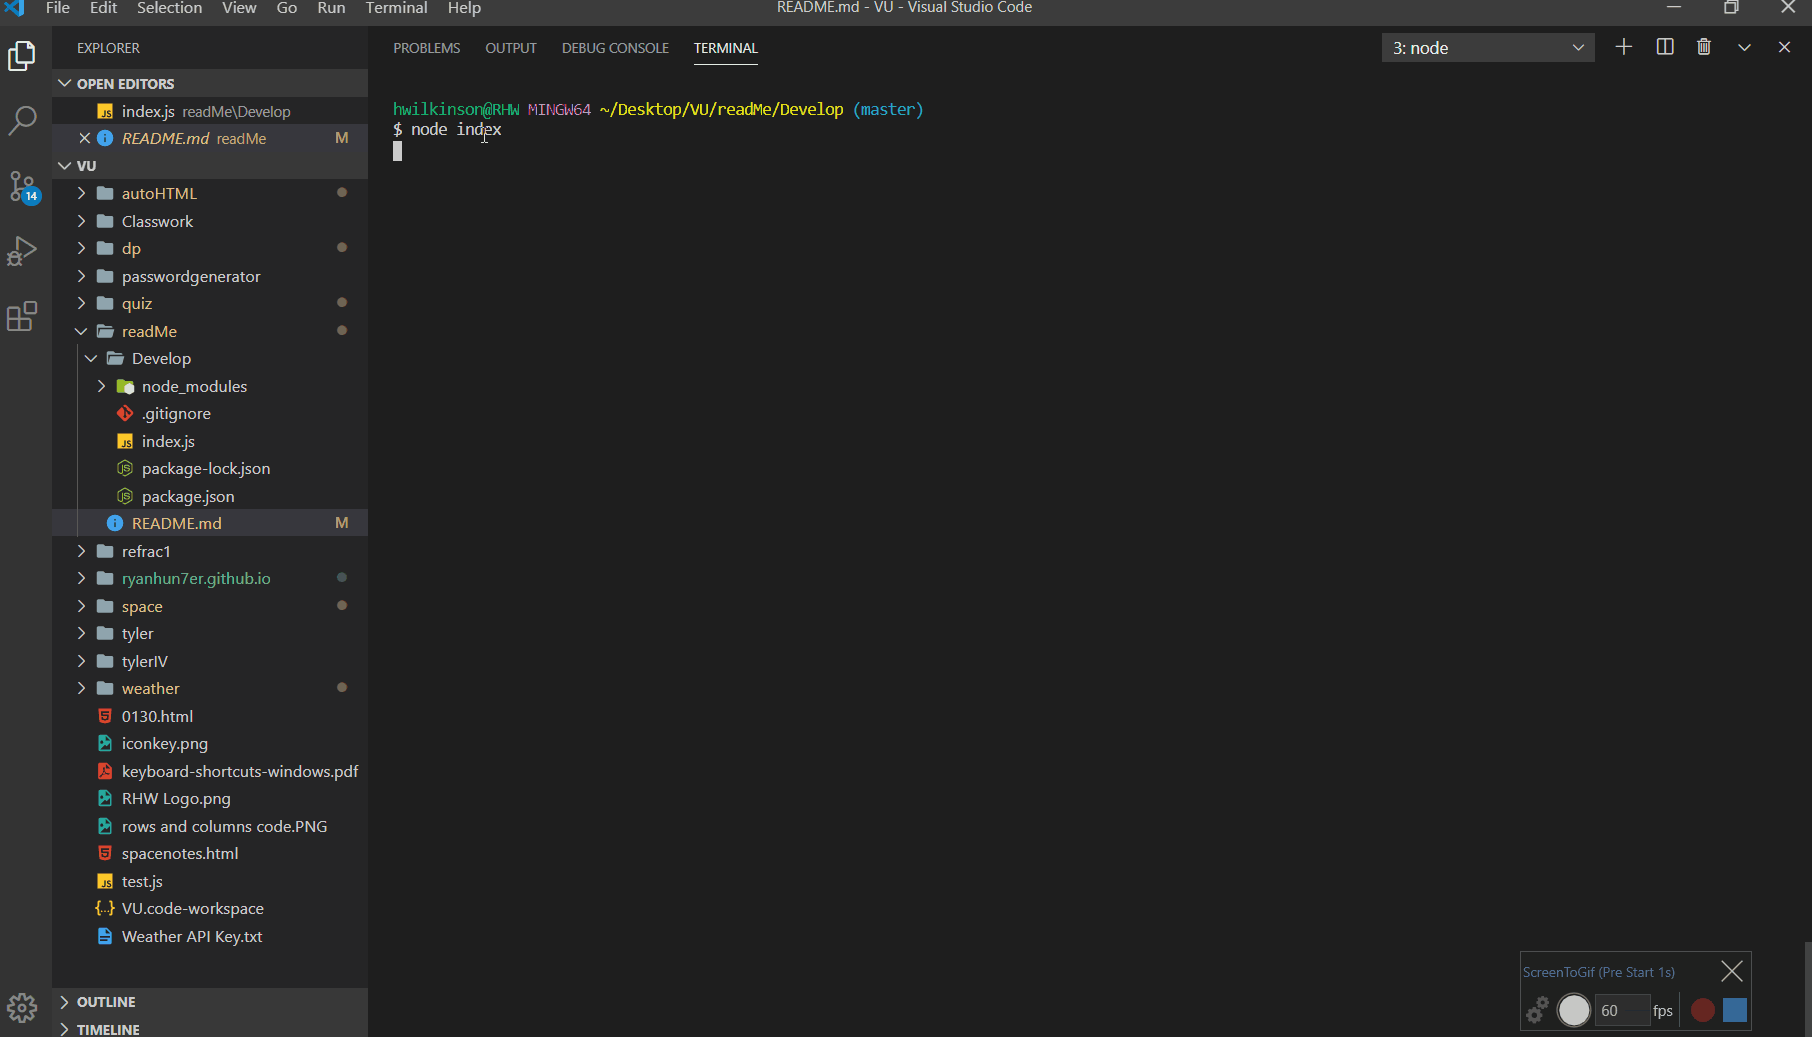 File Edit Selection View Go Run Terminal Help
README.md - VU - Visual Studio Code
EXPLORER
OPEN EDITORS
index.js readMe\Develop
README.md readMe M
VU
autoHTML
Classwork
dp
passwordgenerator
quiz
readMe
Develop
node_modules
.gitignore
index.js
package-lock.json
package.json
README.md M
refrac1
ryanhun7er.github.io
space
tyler
tylerIV
weather
0130.html
iconkey.png
keyboard-shortcuts-windows.pdf
RHW Logo.png
rows and columns code.PNG
spacenotes.html
test.js
VU.code-workspace
Weather API Key.txt
OUTLINE
TIMELINE
14
PROBLEMS OUTPUT DEBUG CONSOLE TERMINAL
3: node
hwilkinson@RHW MINGW64 ~/Desktop/VU/readMe/Develop (master)
$ node index
ScreenToGif (Pre Start 1s)
60 fps